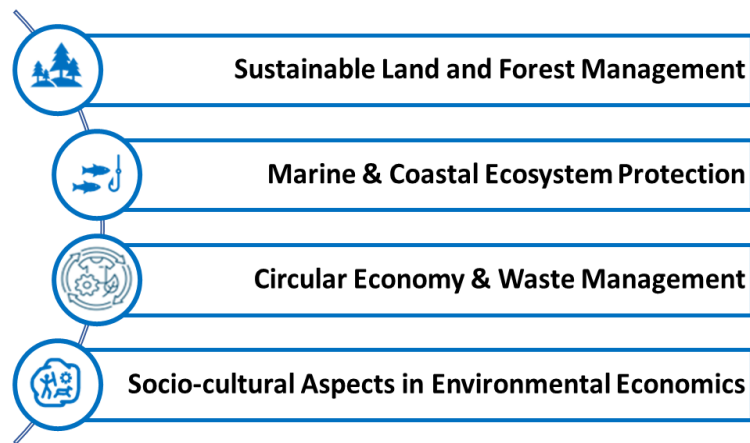 Sustainable Land and Forest Management
Marine & Coastal Ecosystem Protection
Circular Economy & Waste Management
Socio-cultural Aspects in Environmental Economics